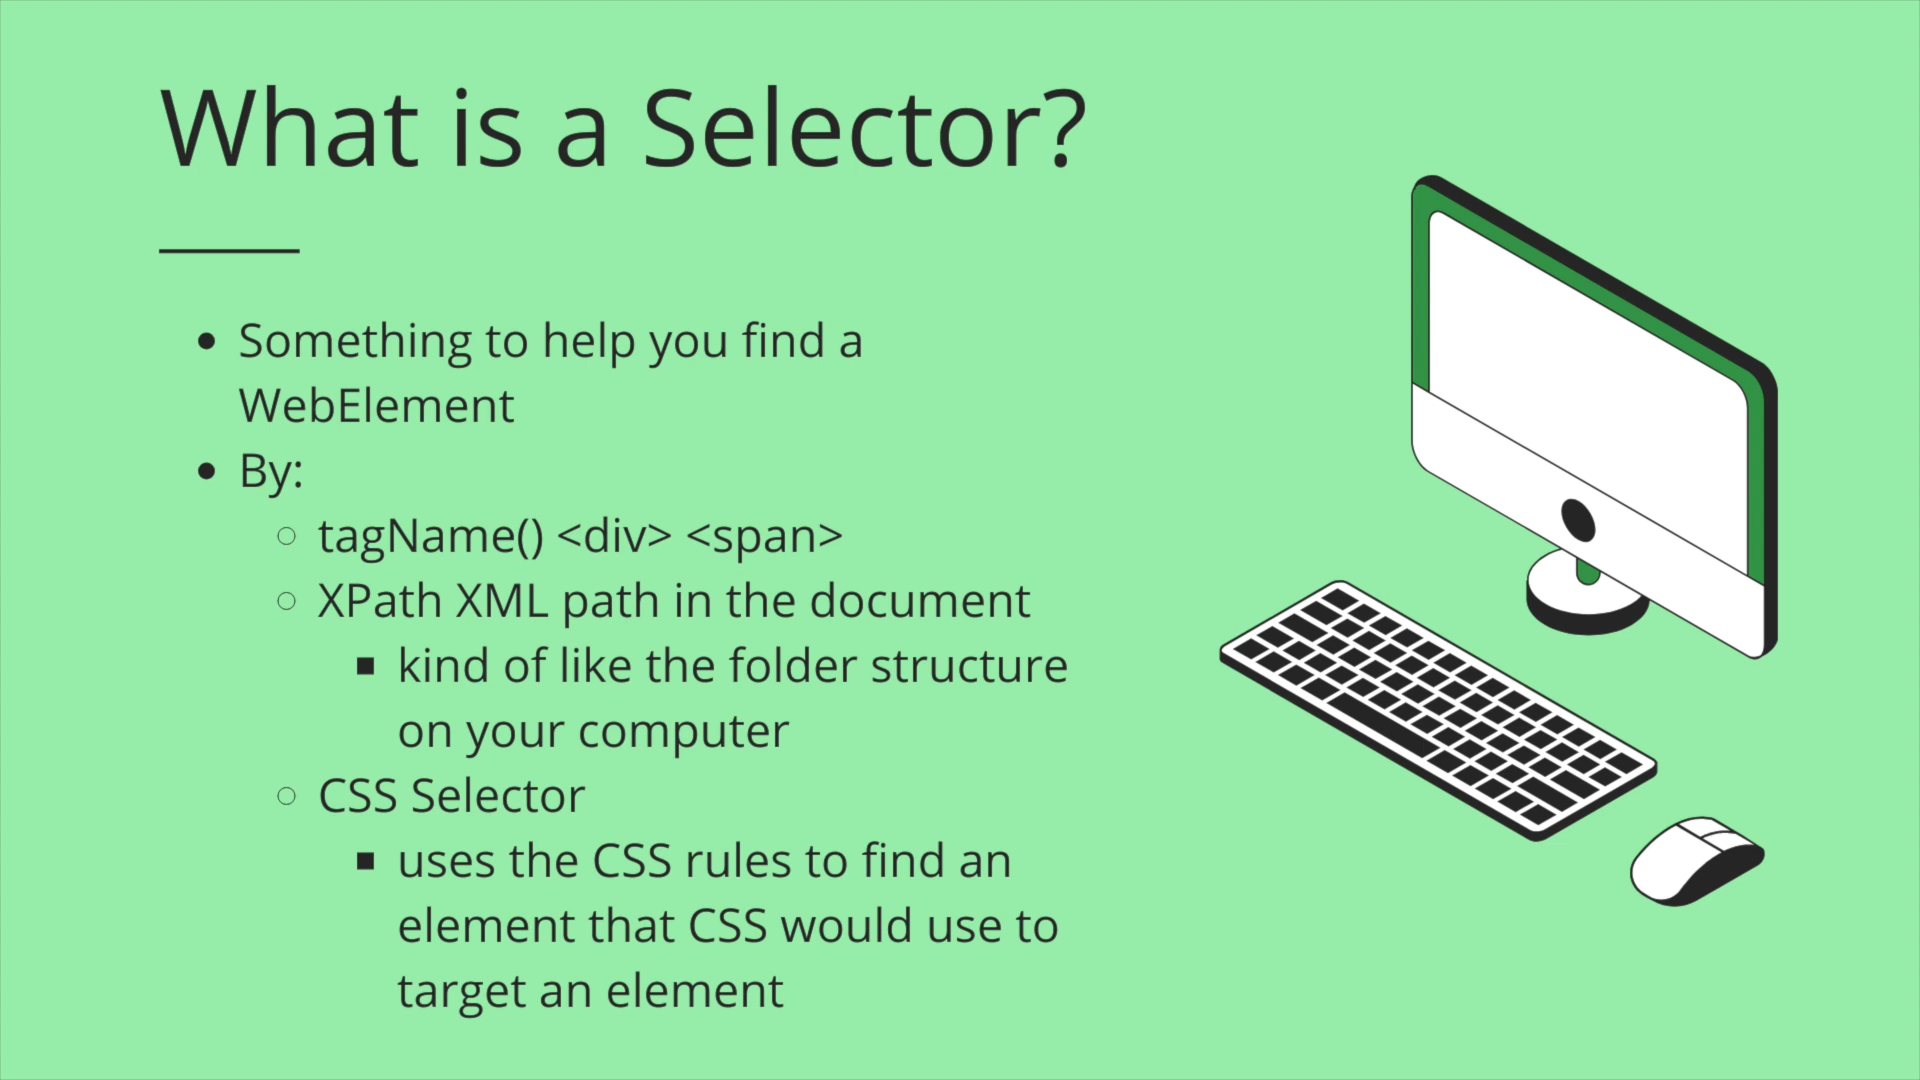 What is a Selector?
Something to help you find a
WebElement
By:
tagName() <div> <span>
XPath XML path in the document
kind of like the folder structure
on your computer
CSS Selector
uses the CSS rules to find an
element that CSS would use to
target an element